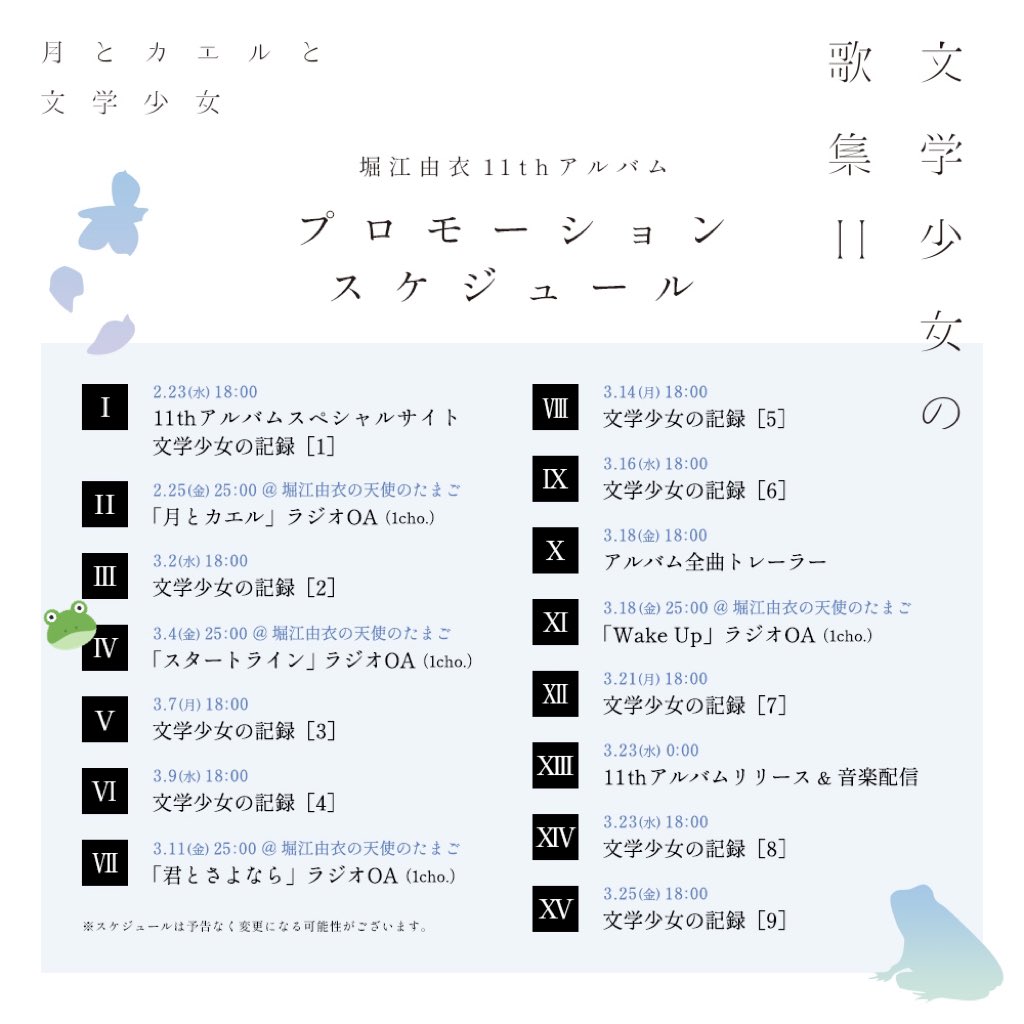 月とカエルと
文学少女
文学少女の
歌集II
堀江由衣11thアルバム
プロモーション
スケジュール
I
2.23(水) 18:00
11thアルバムスペシャルサイト
文学少女の記録［1］
II
2.25(金) 25:00 @ 堀江由衣の天使のたまご
「月とカエル」ラジオOA (1cho.)
III
3.2(水) 18:00
文学少女の記録［2］
IV
3.4(金) 25:00 @ 堀江由衣の天使のたまご
「スタートライン」ラジオOA (1cho.)
V
3.7(月) 18:00
文学少女の記録［3］
VI
3.9(水) 18:00
文学少女の記録［4］
VII
3.11(金) 25:00 @ 堀江由衣の天使のたまご
「君とさよなら」ラジオOA (1cho.)
※スケジュールは予告なく変更になる可能性がございます。
VIII
3.14(月) 18:00
文学少女の記録［5］
IX
3.16(水) 18:00
文学少女の記録［6］
X
3.18(金) 18:00
アルバム全曲トレーラー
XI
3.18(金) 25:00 @ 堀江由衣の天使のたまご
「Wake Up」ラジオOA (1cho.)
XII
3.21(月) 18:00
文学少女の記録［7］
XIII
3.23(水) 0:00
11thアルバムリリース & 音楽配信
XIV
3.23(水) 18:00
文学少女の記録［8］
XV
3.25(金) 18:00
文学少女の記録［9］